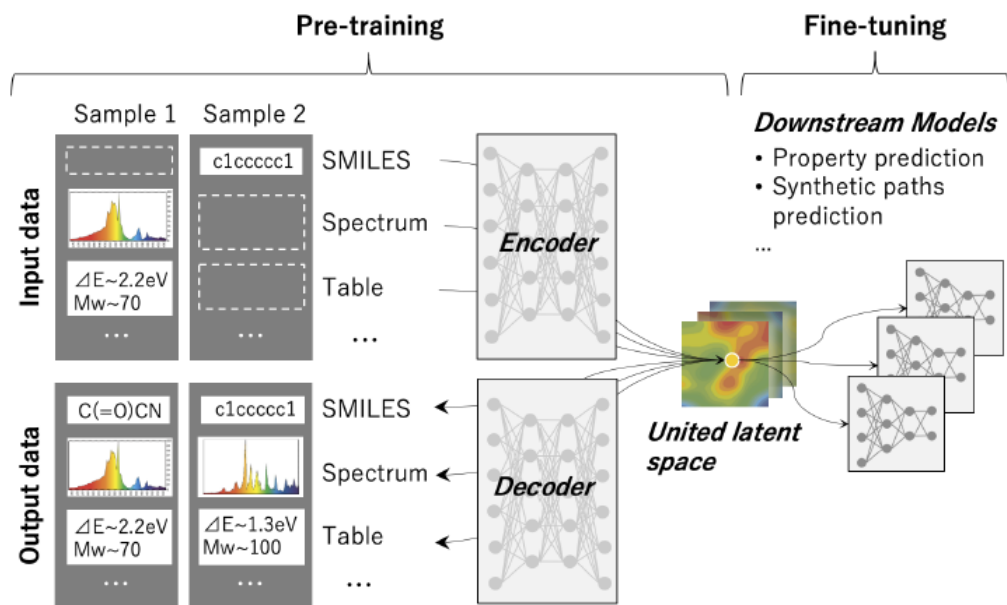 Pre-training
Fine-tuning
Sample 1
Sample 2
Input data
c1ccccc1
SMILES
Spectrum
⊿E~2.2eV
Mw~70
Table
...
...
...
Encoder
Downstream Models
• Property prediction
• Synthetic paths
prediction
...
United latent
space
Output data
C(=O)CN
c1ccccc1
SMILES
Spectrum
⊿E~2.2eV
Mw~70
⊿E~1.3eV
Mw~100
Table
...
...
...
Decoder